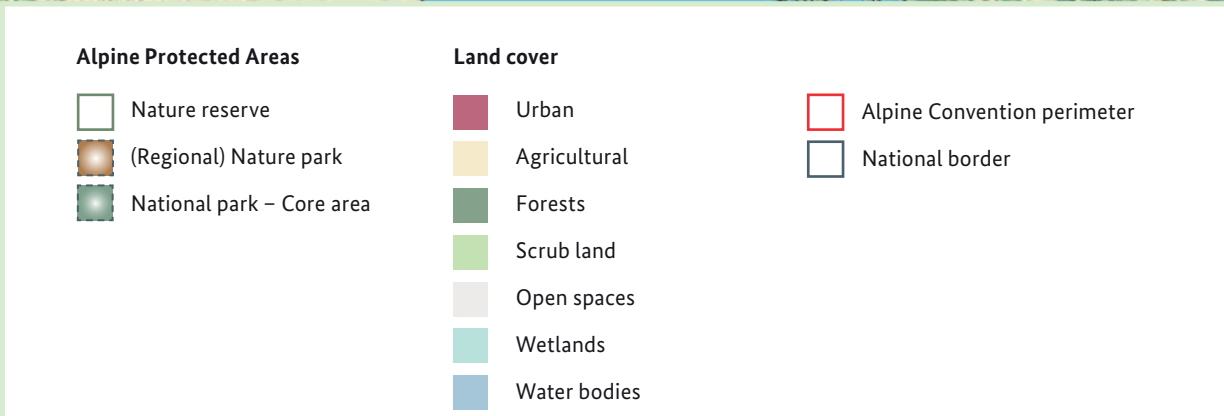 Alpine Protected Areas
Nature reserve
(Regional) Nature park
National park – Core area
Land cover
Urban
Agricultural
Forests
Scrub land
Open spaces
Wetlands
Water bodies
Alpine Convention perimeter
National border